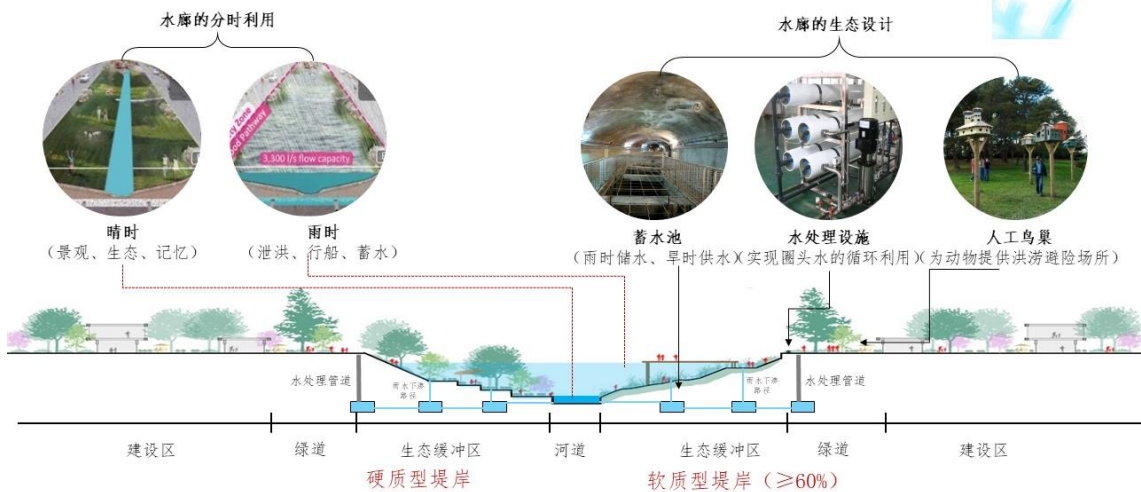 水廊的分时利用
水廊的生态设计
3,300 l/s flow capacity
晴时
（景观、生态、记忆）
雨时
（泄洪、行船、蓄水）
蓄水池
（雨时储水、旱时供水）
水处理设施
（实现圈头水的循环利用）
人工鸟巢
（为动物提供洪涝避险场所）
水处理管道
雨水下渗
路径
雨水下渗
路径
水处理管道
建设区
绿道
生态缓冲区
河道
生态缓冲区
绿道
建设区
硬质型堤岸
软质型堤岸（≥60%）